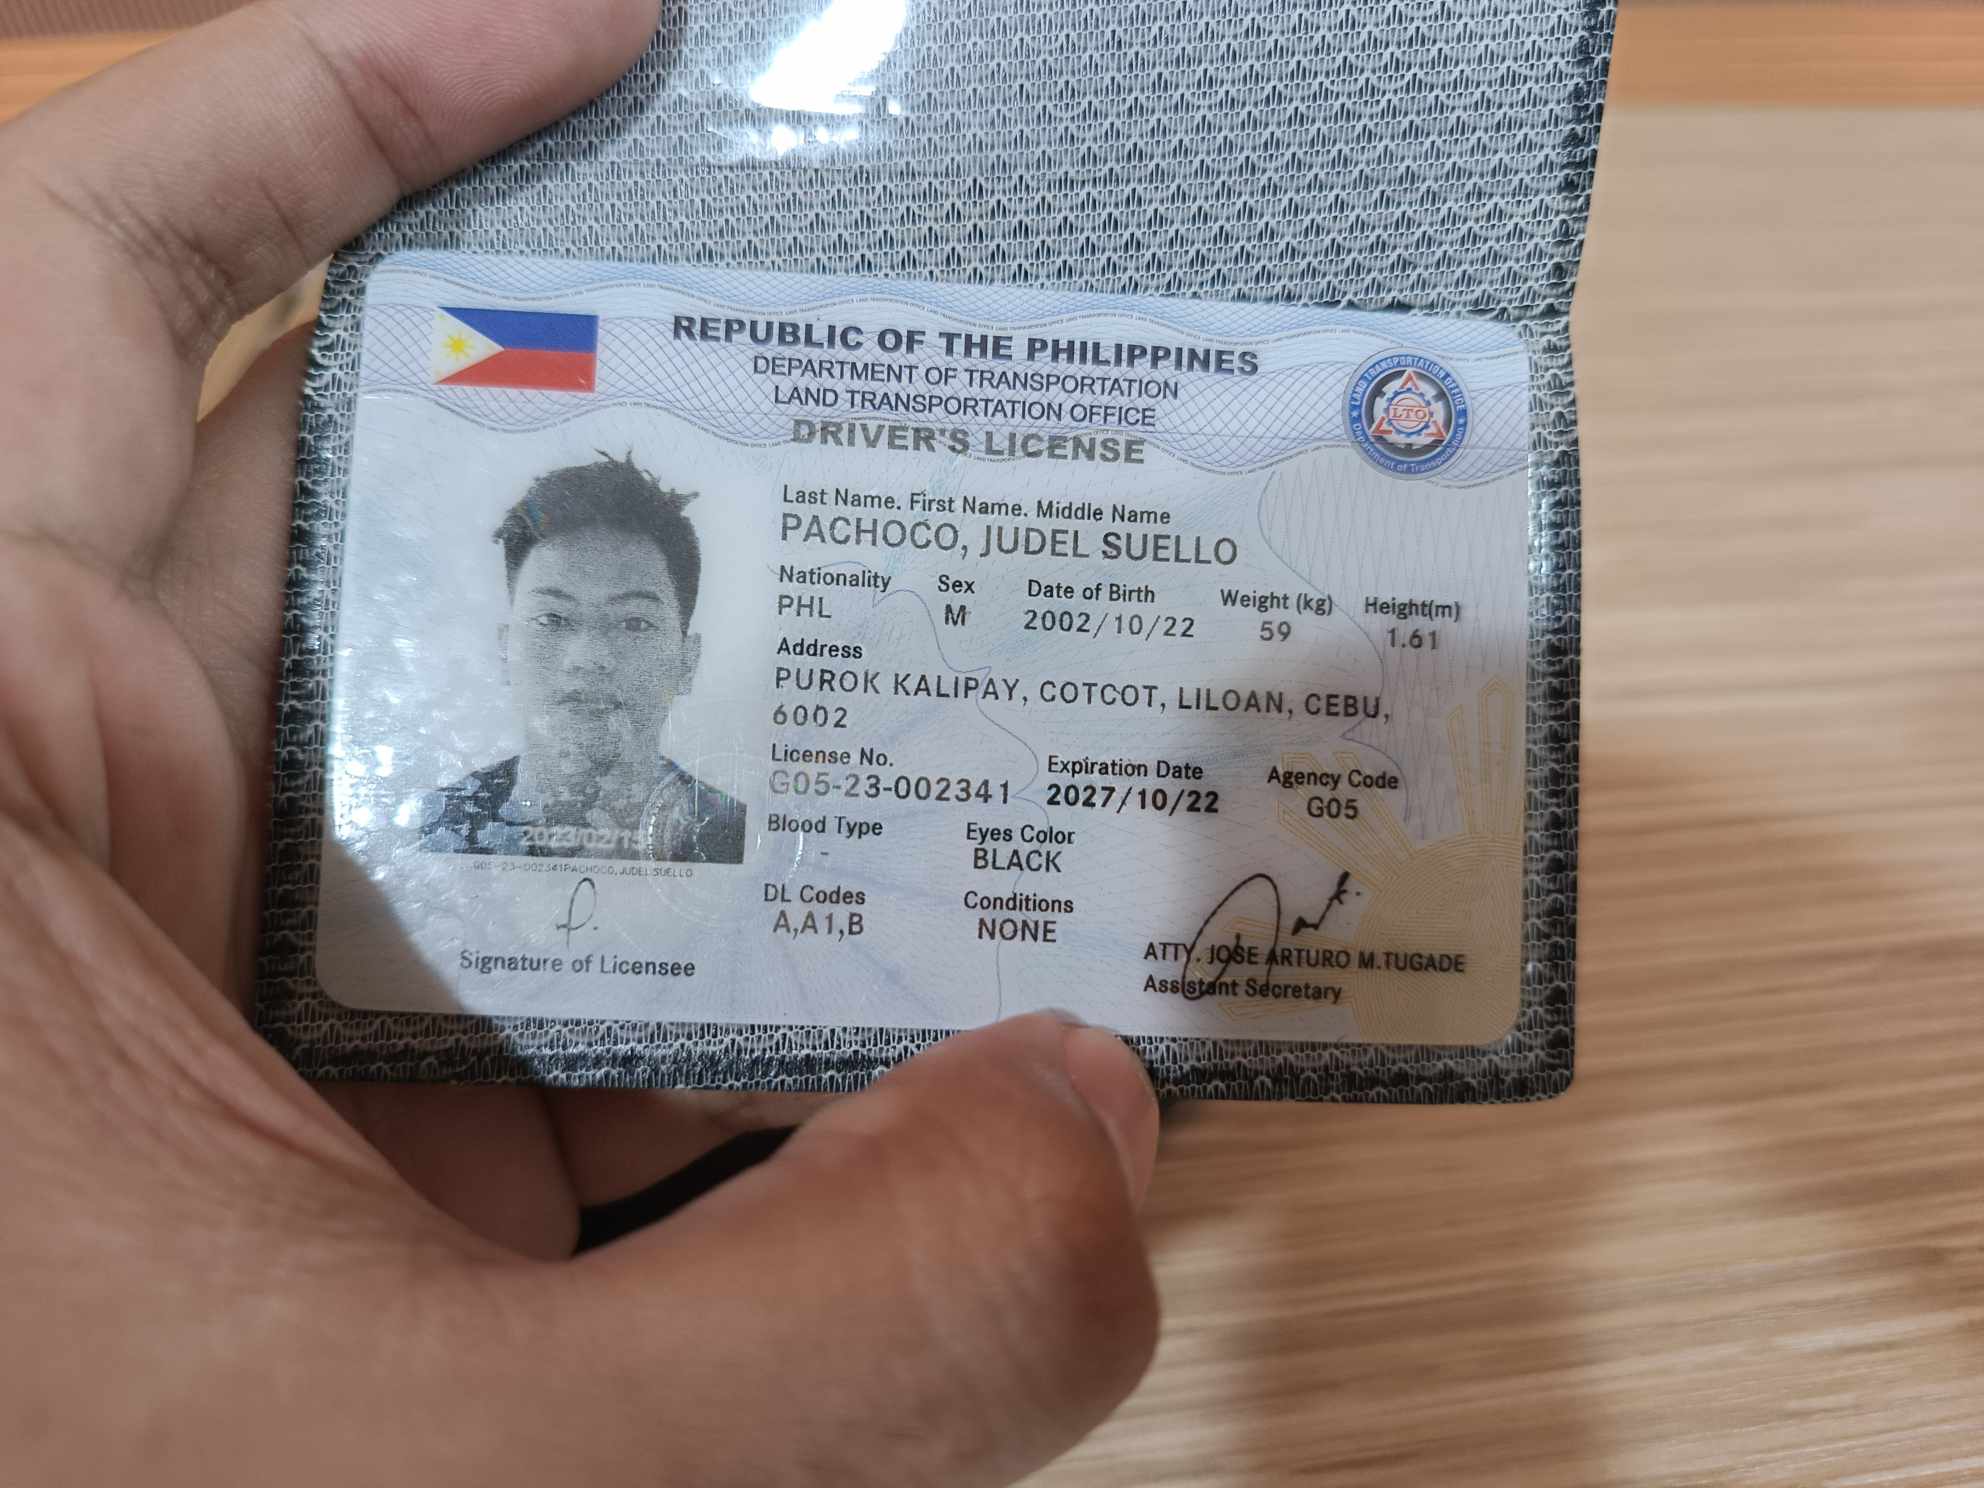 REPUBLIC OF THE PHILIPPINES
DEPARTMENT OF TRANSPORTATION
LAND TRANSPORTATION OFFICE
DRIVER'S LICENSE
LAND TRANSPORTATION OFFICE
LTO
Department of Transportation
Last Name. First Name. Middle Name
PACHOCO, JUDEL SUELLO
Nationality Sex Date of Birth Weight (kg) Height(m)
PHL M 2002/10/22 59 1.61
Address
PUROK KALIPAY, COTCOT, LILOAN, CEBU,
6002
License No. Expiration Date Agency Code
G05-23-002341 2027/10/22 G05
Blood Type Eyes Color
- BLACK
DL Codes Conditions
A,A1,B NONE
2023/02/15
G05-23-002341PACHOCO, JUDEL SUELLO
Signature of Licensee
ATTY. JOSE ARTURO M.TUGADE
Assistant Secretary